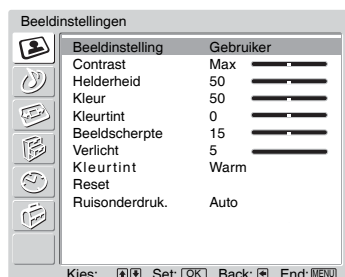 Beeldinstellingen
Beeldinstelling Gebruiker
Contrast Max
Helderheid 50
Kleur 50
Kleurtint 0
Beeldscherpte 15
Verlicht 5
Kleurtint Warm
Reset
Ruisonderdruk. Auto
Kies: Set: OK Back: End: MENU